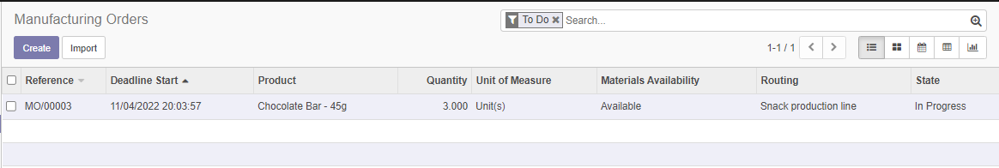 Manufacturing Orders
To Do Search...
Create Import 1-1 / 1
Reference Deadline Start Product Quantity Unit of Measure Materials Availability Routing State
MO/00003 11/04/2022 20:03:57 Chocolate Bar - 45g 3.000 Unit(s) Available Snack production line In Progress